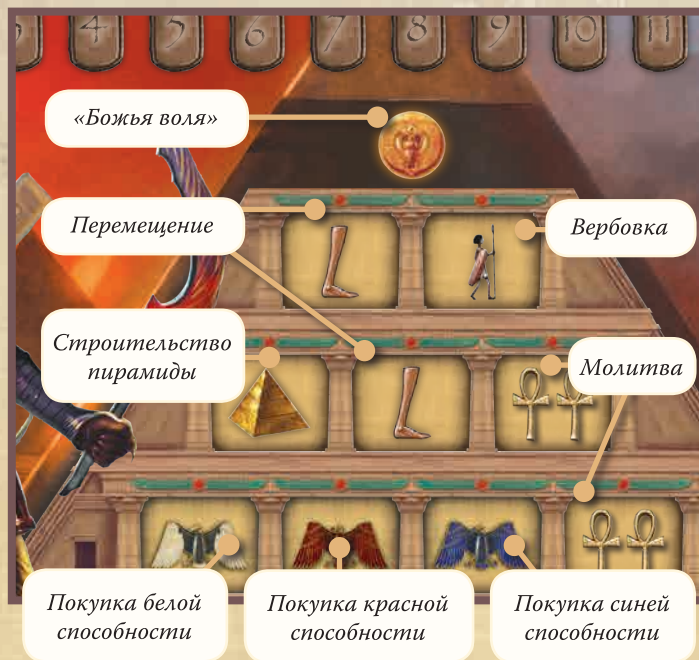 4 5 6 7 8 9 10 11
«Божья воля»
Перемещение
Вербовка
Строительство
пирамиды
Молитва
Покупка белой
способности
Покупка красной
способности
Покупка синей
способности